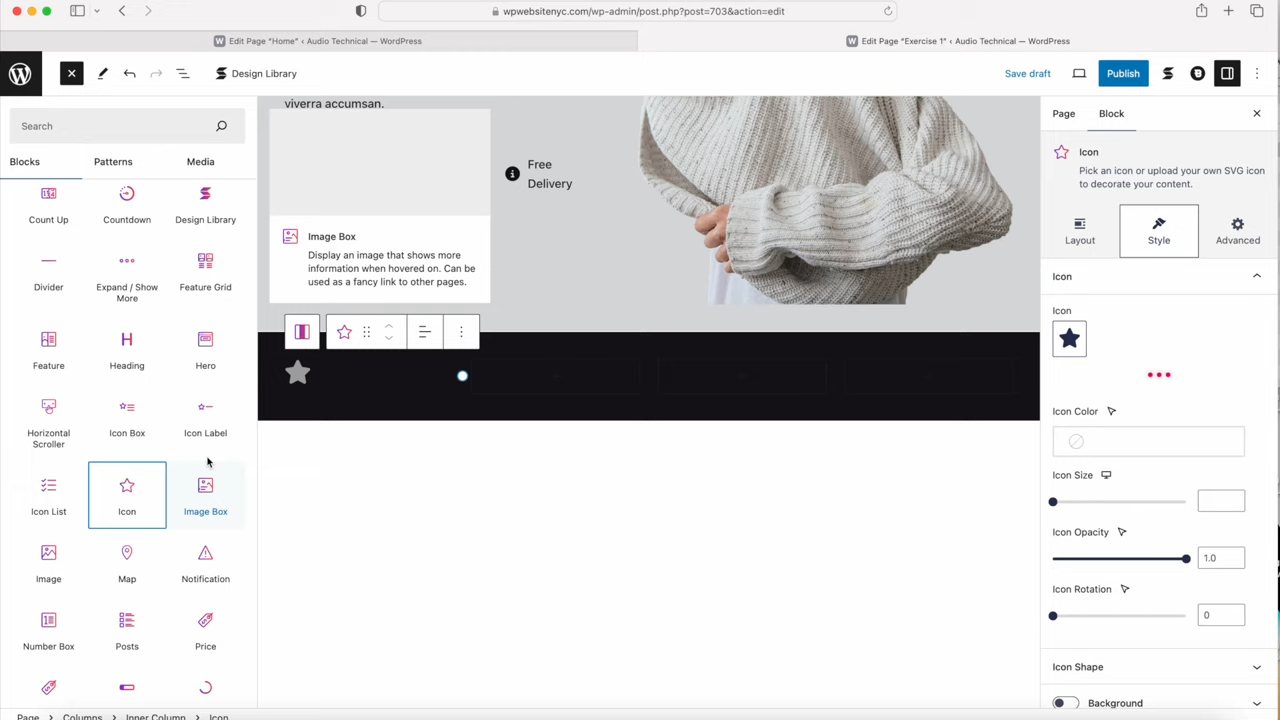 wpwebsitenyc.com/wp-admin/post.php?post=703&action=edit
Edit Page “Home” ‹ Audio Technical — WordPress
Edit Page “Exercise 1” ‹ Audio Technical — WordPress
Design Library
Save draft
Publish
Search
Blocks
Patterns
Media
Count Up
Countdown
Design Library
Divider
Expand / Show
More
Feature Grid
Feature
Heading
Hero
Horizontal
Scroller
Icon Box
Icon Label
Icon List
Icon
Image Box
Image
Map
Notification
Number Box
Posts
Price
viverra accumsan.
Free
Delivery
Image Box
Display an image that shows more
information when hovered on. Can be
used as a fancy link to other pages.
Page
Block
Icon
Pick an icon or upload your own SVG icon
to decorate your content.
Layout
Style
Advanced
Icon
Icon
Icon Color
Icon Size
Icon Opacity
1.0
Icon Rotation
0
Icon Shape
Background
Page
Columns
Inner Column
Icon